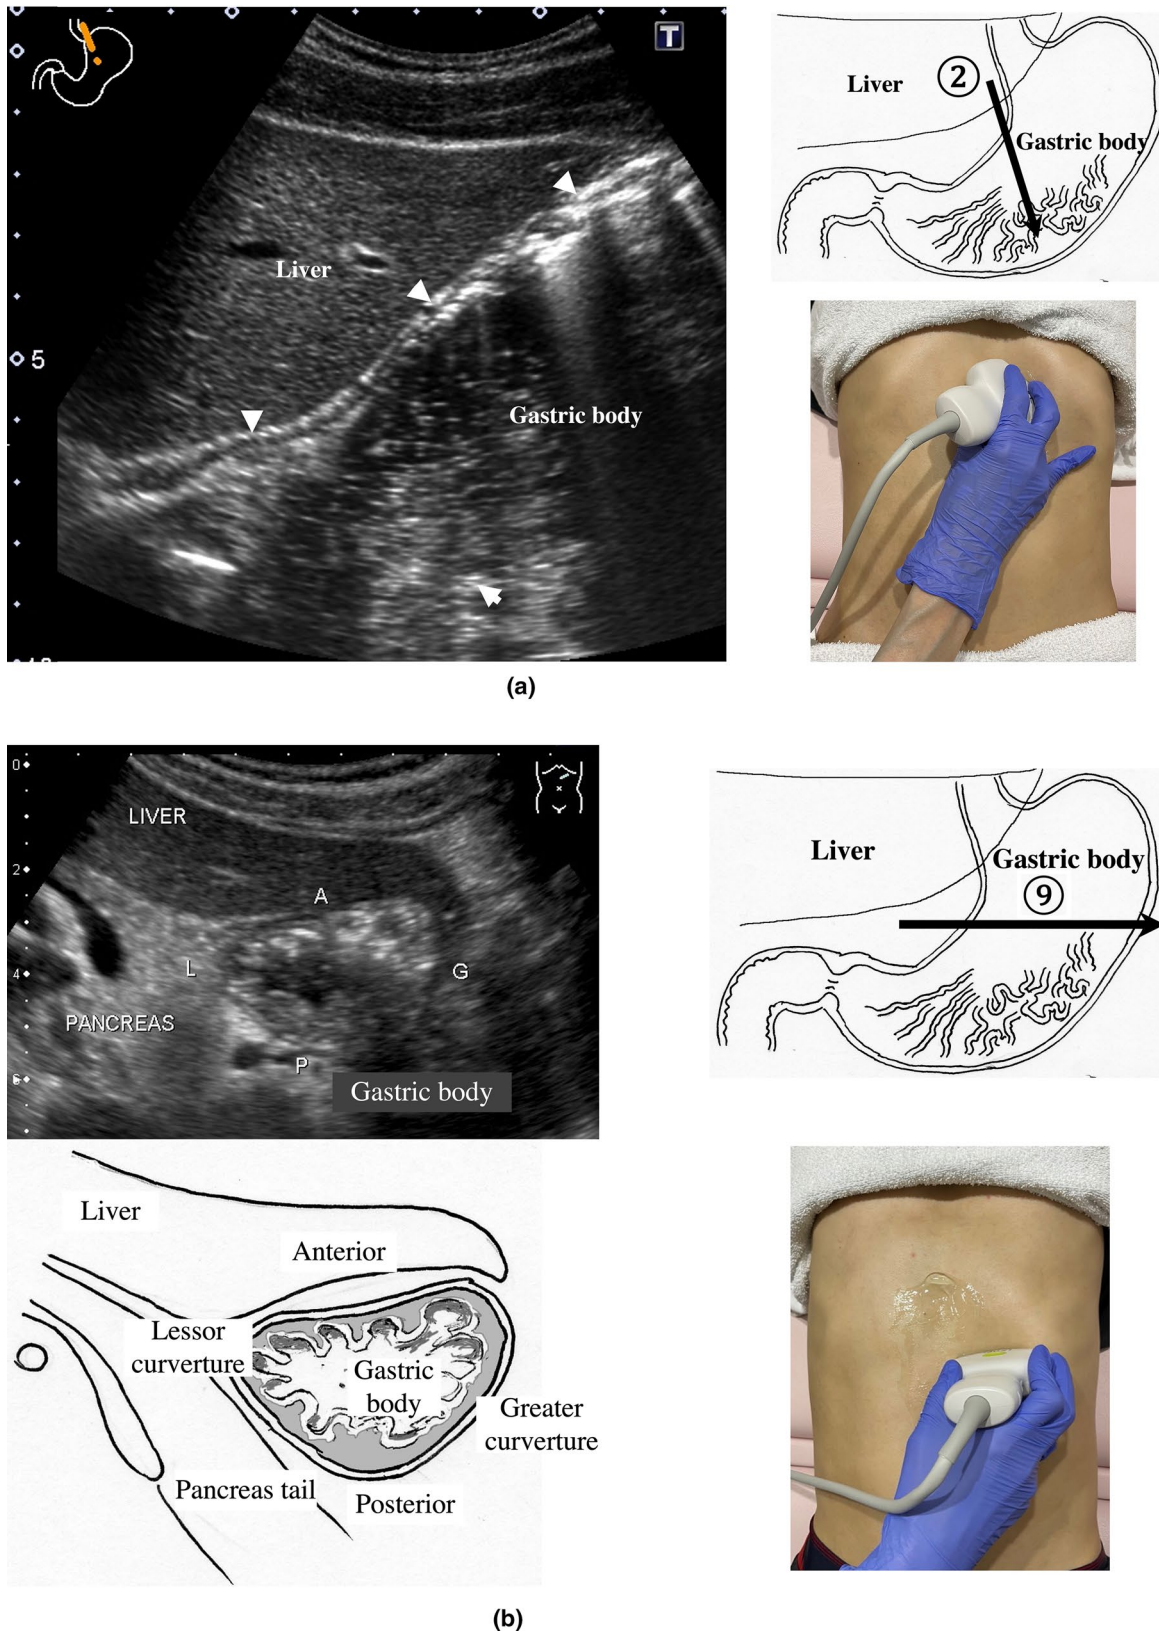 T
Liver
5
Gastric body
Liver
②
Gastric body
(a)
0
2
4
LIVER
A
L
G
PANCREAS
P
Gastric body
Liver
Gastric body
⑨
Liver
Anterior
Lessor
curverture
Gastric
body
Greater
curverture
Pancreas tail
Posterior
(b)